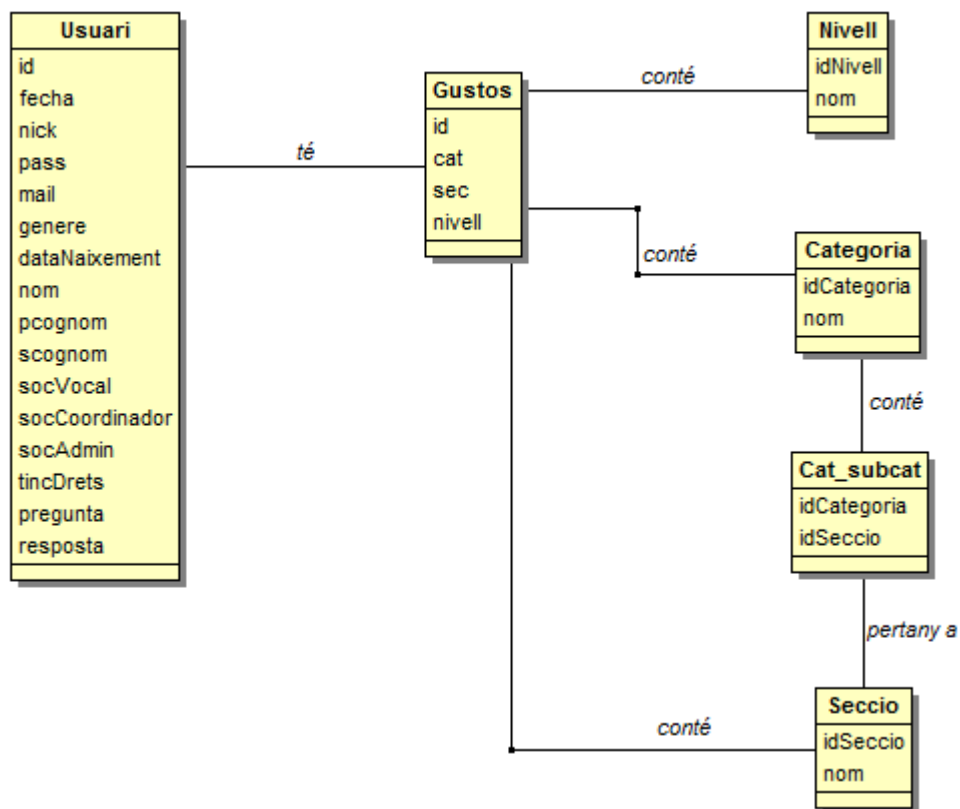 Usuari
id
fecha
nick
pass
mail
genere
dataNaixement
nom
pcognom
scognom
socVocal
socCoordinador
socAdmin
tincDrets
pregunta
resposta
té
Gustos
id
cat
sec
nivell
conté
Nivell
idNivell
nom
conté
Categoria
idCategoria
nom
conté
Cat_subcat
idCategoria
idSeccio
pertany a
conté
Seccio
idSeccio
nom